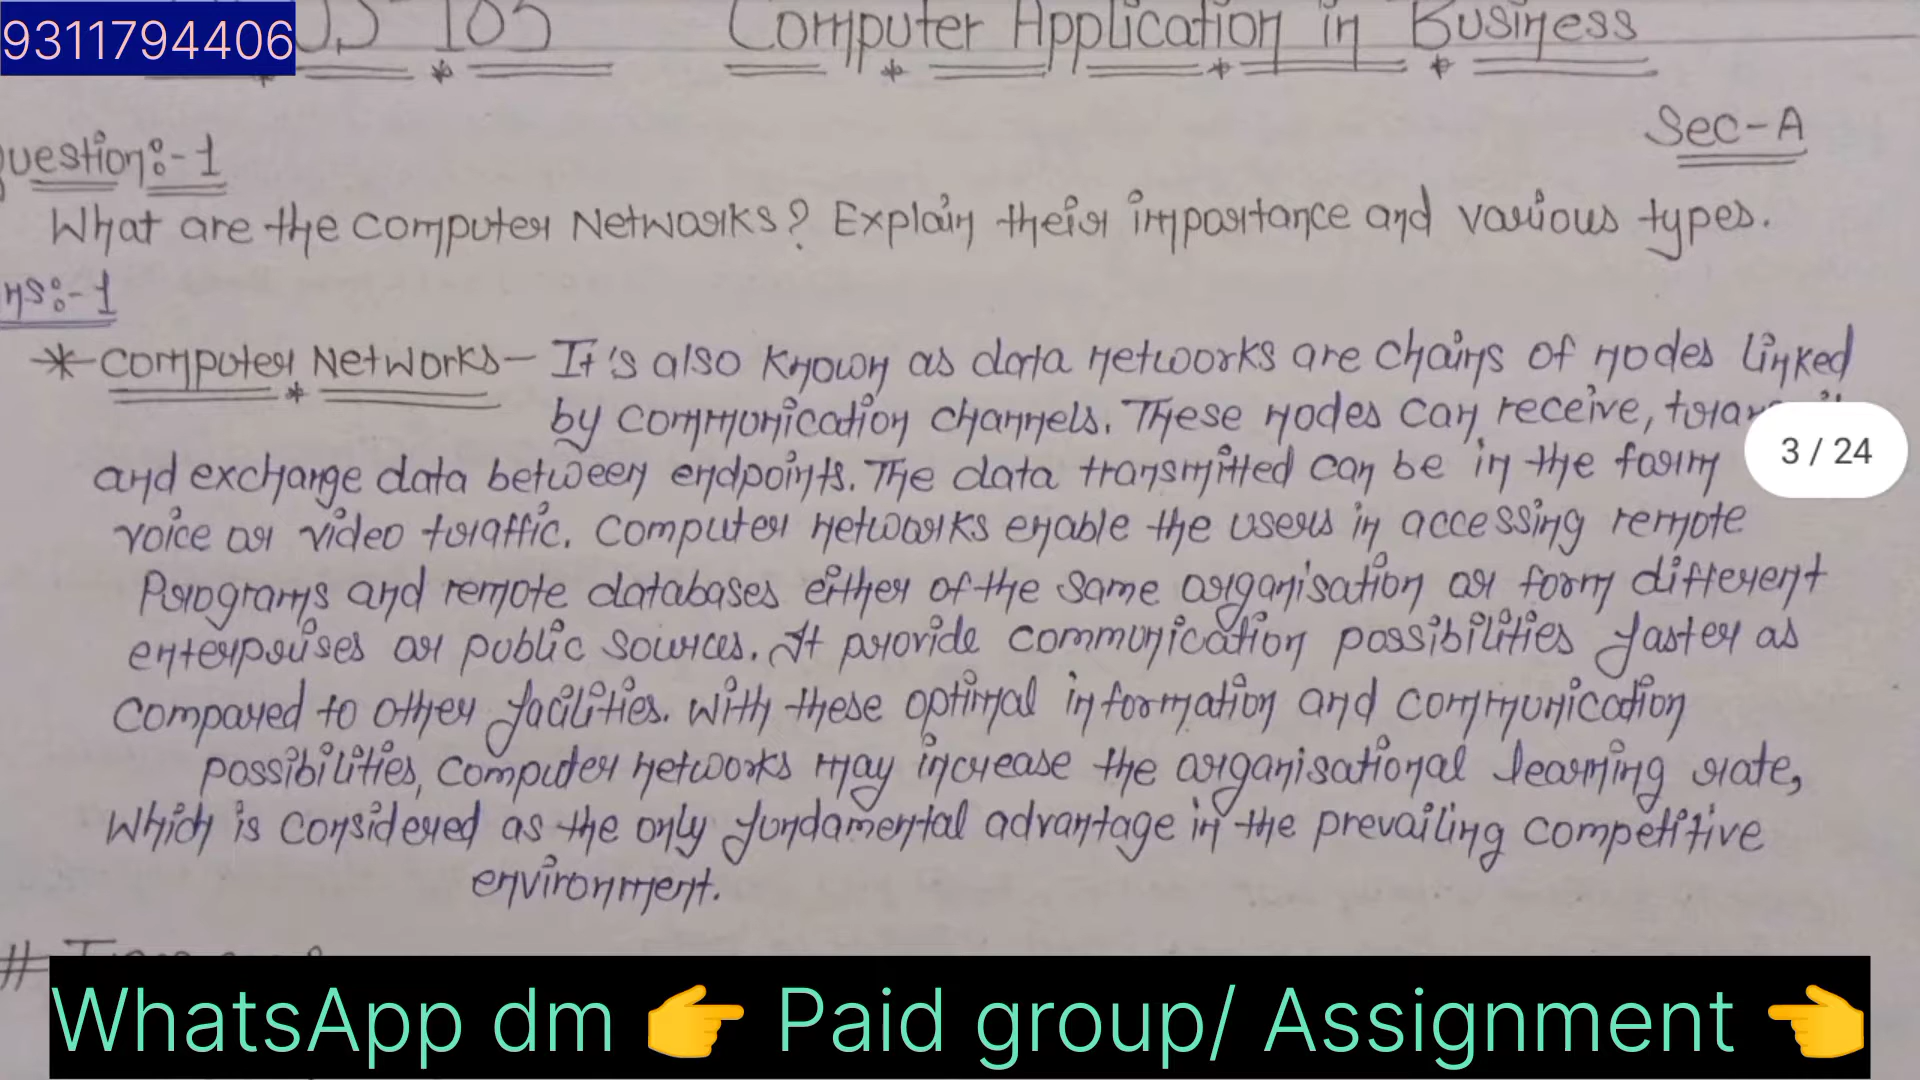 9311794406
105 Computer Application in Business
Sec-A
uestion:-1
What are the computer Networks? Explain their importance and various types.
ns:-1
* Computer Networks- It's also known as data networks are chains of nodes linked
by communication channels. These nodes can receive,
3 / 24
and exchange data between endpoints. The data transmitted can be in the form
voice or video traffic. Computer networks enable the users in accessing remote
Programs and remote databases either of the same organisation or form different
enterprises or public sources. It provide communication possibilities faster as
compared to other facilities. With these optimal information and communication
possibilities, computer networks may increase the organisational learning rate,
which is considered as the only fundamental advantage in the prevailing competitive
environment.
#
WhatsApp dm 👉 Paid group/ Assignment 👈